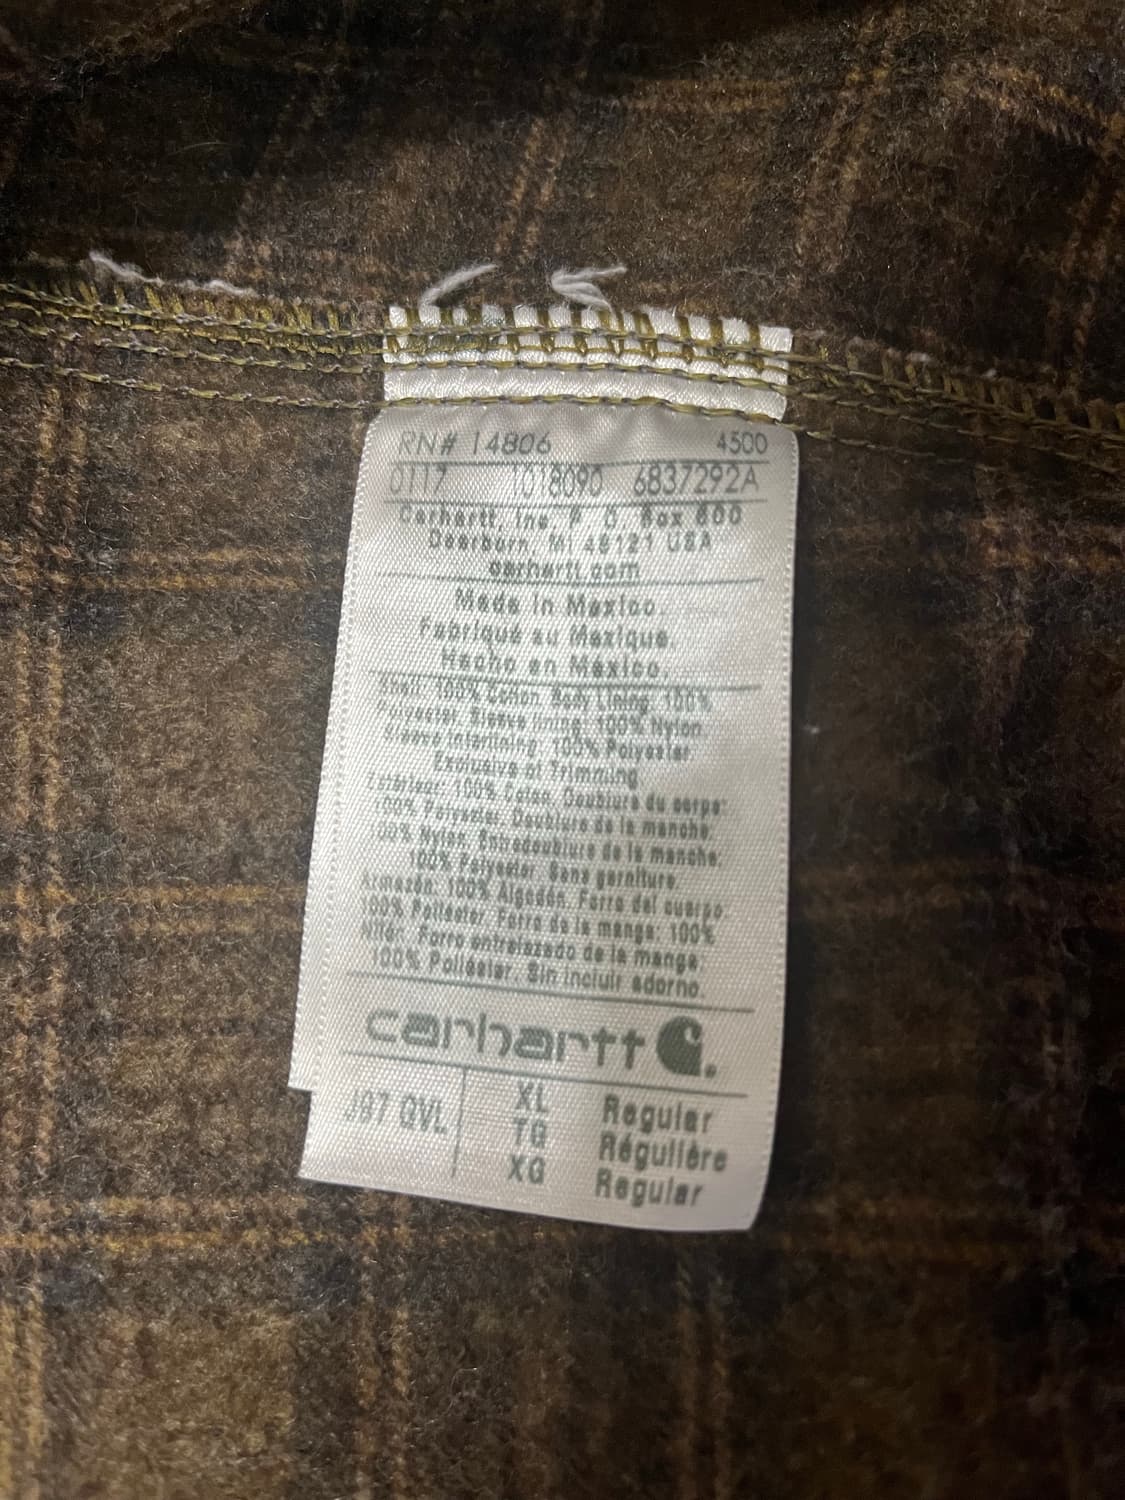 RN# 14806 4500
0117 1018090 6837292A
Carhartt, Inc. P. O. Box 600
Dearborn, MI 48121 USA
carhartt.com
Made in Mexico.
Fabriqué au Mexique.
Hecho en México.
Shell: 100% Cotton. Body Lining: 100%
Polyester. Sleeve lining: 100% Nylon
Sleeve Interlining: 100% Polyester
Exclusive of Trimming
Extérieur: 100% Coton. Doublure du corps:
100% Polyester. Doublure de la manche:
100% Nylon. Entredoublure de la manche:
100% Polyester. Sans garniture.
Armazón: 100% Algodón. Forro del cuerpo:
100% Poliéster. Forro de la manga: 100%
Nilón. Forro entrelazado de la manga:
100% Poliéster. Sin incluir adorno.
carhartt
J97 GVL XL Regular
TG Régulière
XG Regular